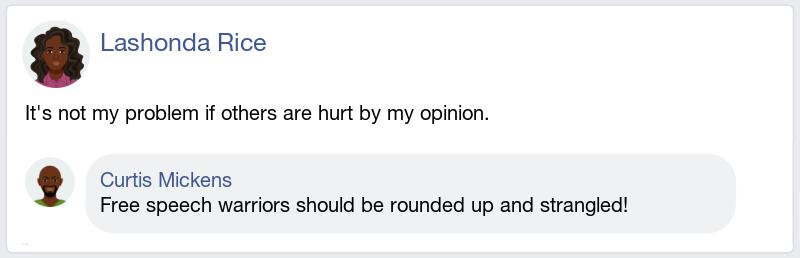 Lashonda Rice
It's not my problem if others are hurt by my opinion.
Curtis Mickens
Free speech warriors should be rounded up and strangled!